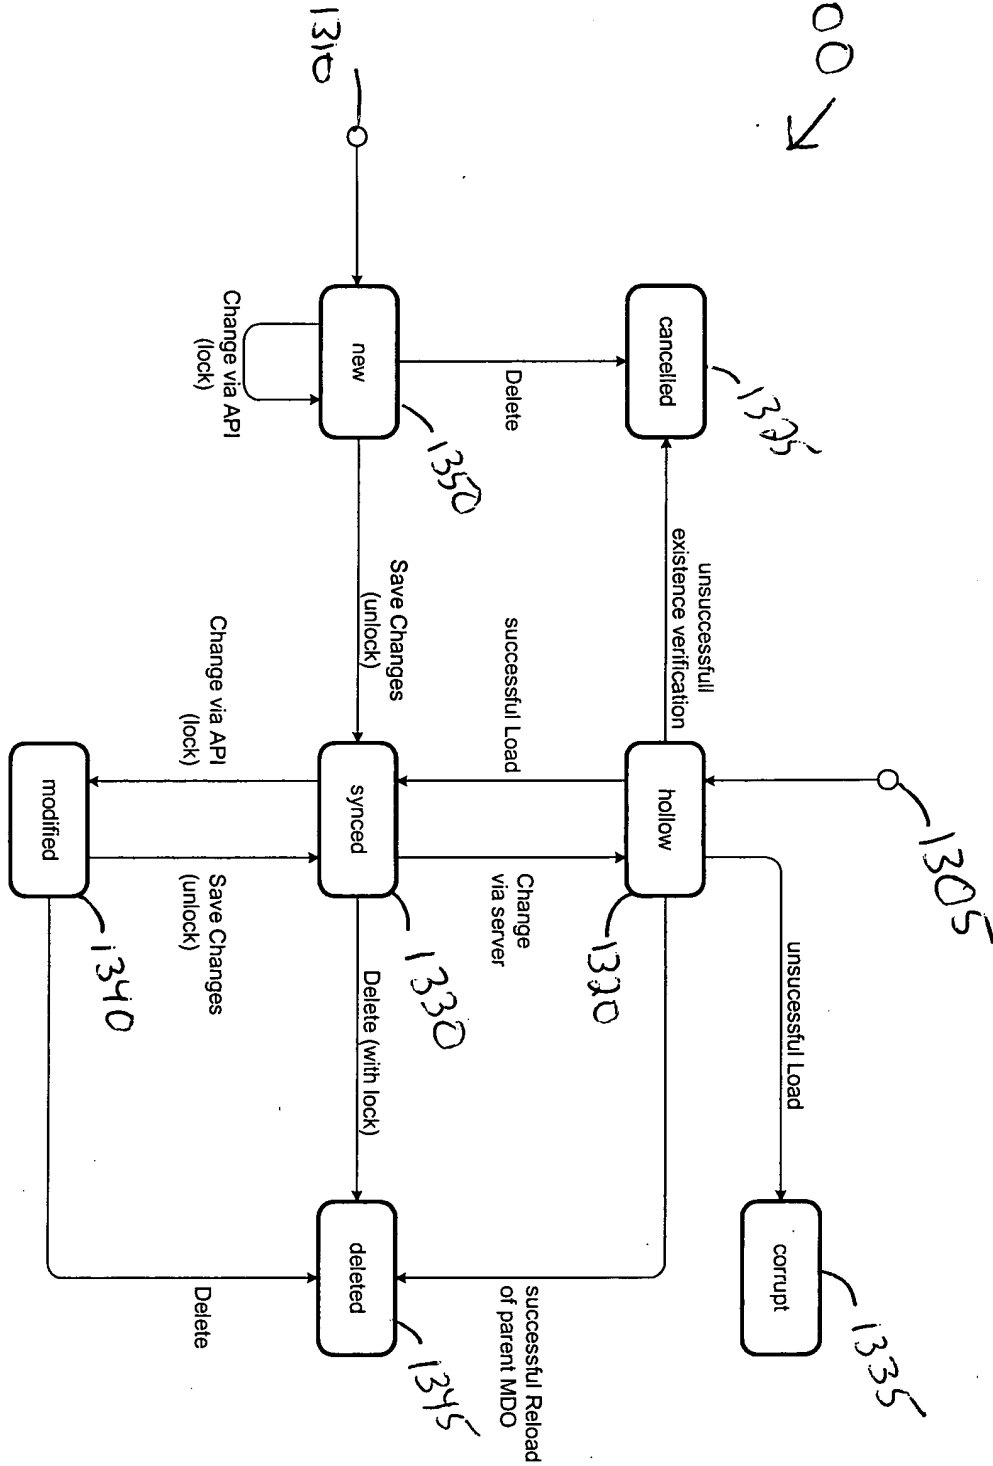 00
1305
1335
unsucessful Load
corrupt
1325
cancelled
unsuccessfull
existence verification
hollow
1320
Delete
successful Load
Change
via server
successful Reload
of parent MDO
1310
new
1350
Save Changes
(unlock)
synced
1330
Delete (with lock)
deleted
1345
Change via API
(lock)
Change via API
(lock)
Save Changes
(unlock)
Delete
modified
1340